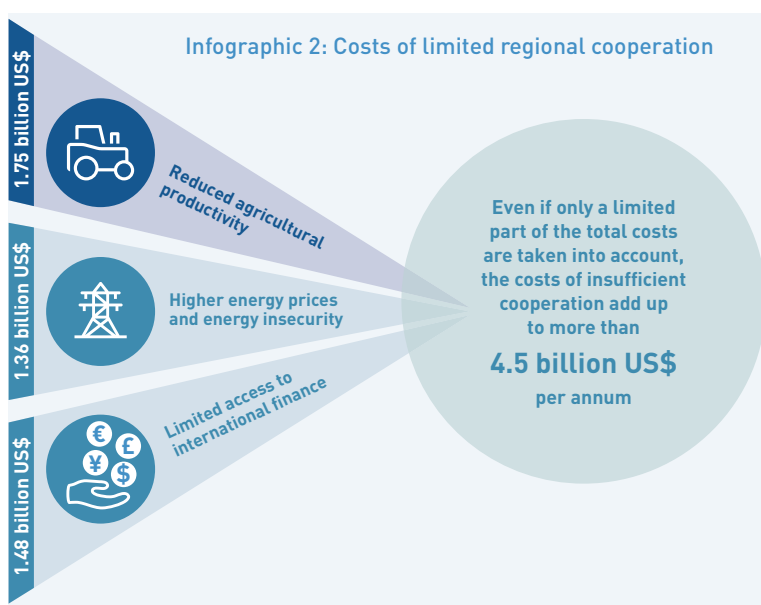 Infographic 2: Costs of limited regional cooperation
1.75 billion US$
Reduced agricultural
productivity
1.36 billion US$
Higher energy prices
and energy insecurity
1.48 billion US$
€
£
¥
$
Limited access to
international finance
Even if only a limited
part of the total costs
are taken into account,
the costs of insufficient
cooperation add up
to more than
4.5 billion US$
per annum